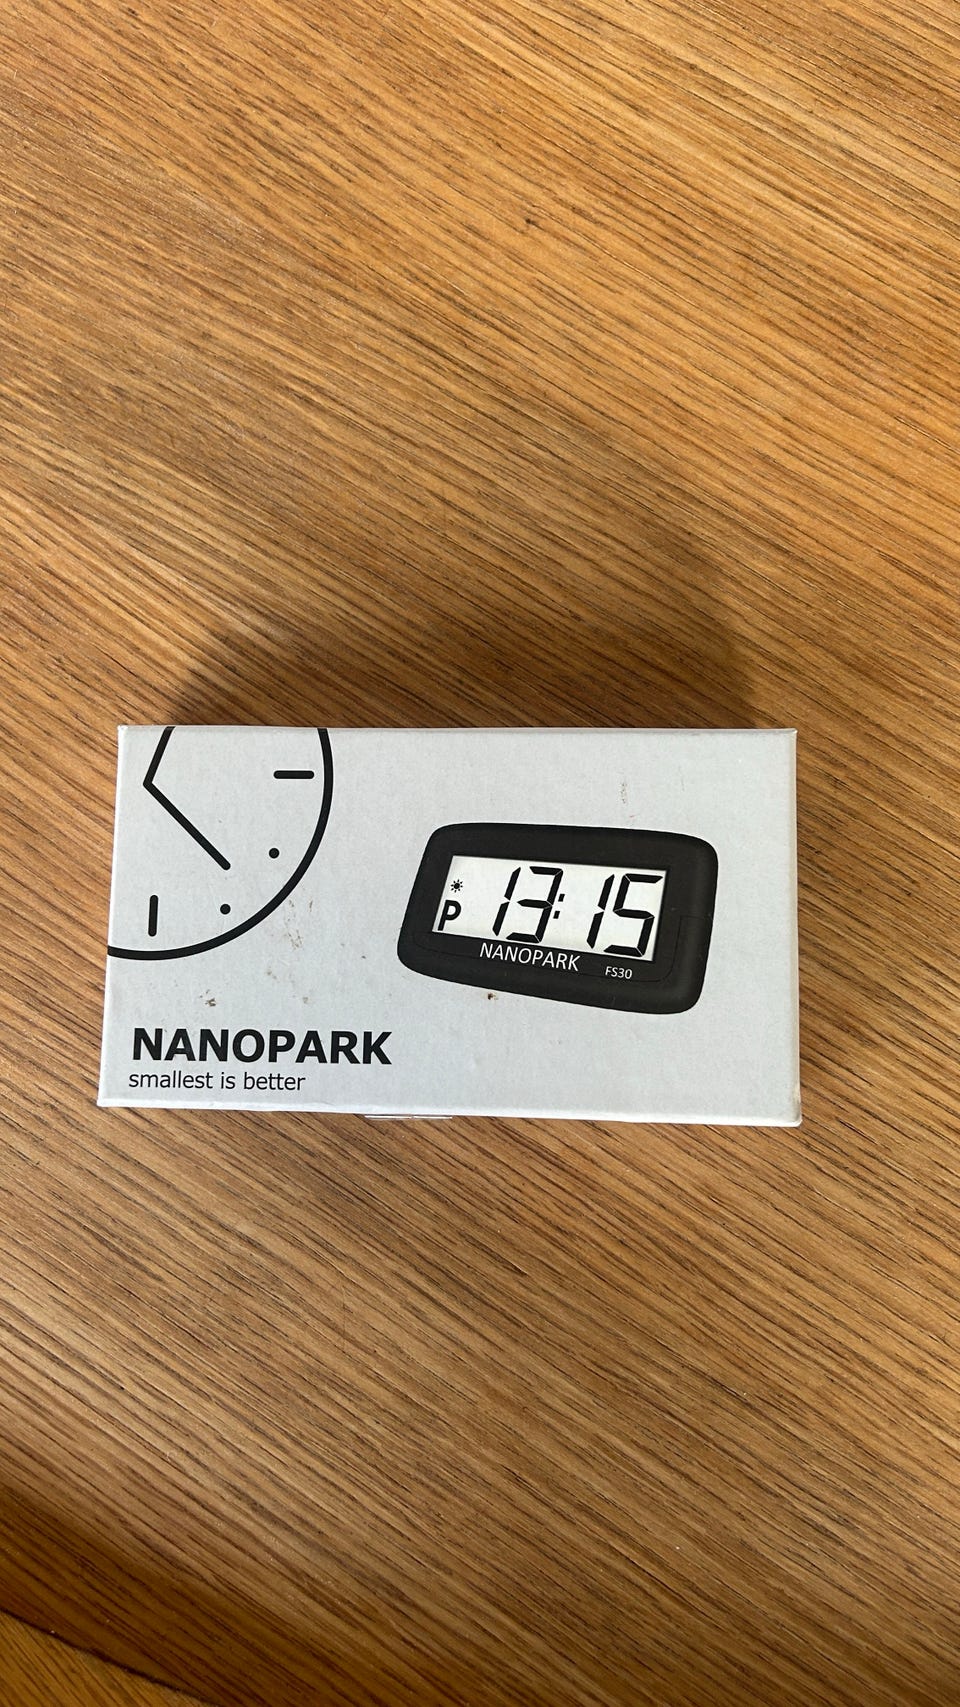 P 13:15
NANOPARK FS30
NANOPARK
smallest is better